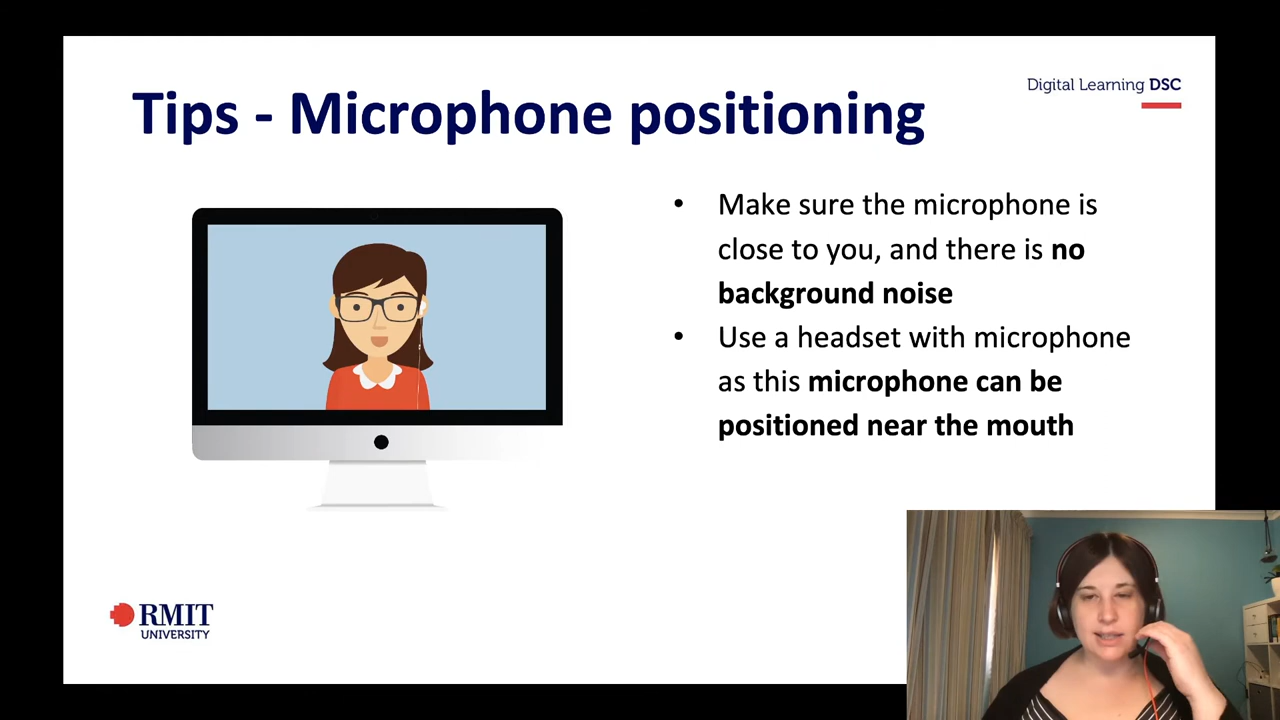 Tips - Microphone positioning
Digital Learning DSC
• Make sure the microphone is
close to you, and there is no
background noise
• Use a headset with microphone
as this microphone can be
positioned near the mouth
RMIT
UNIVERSITY